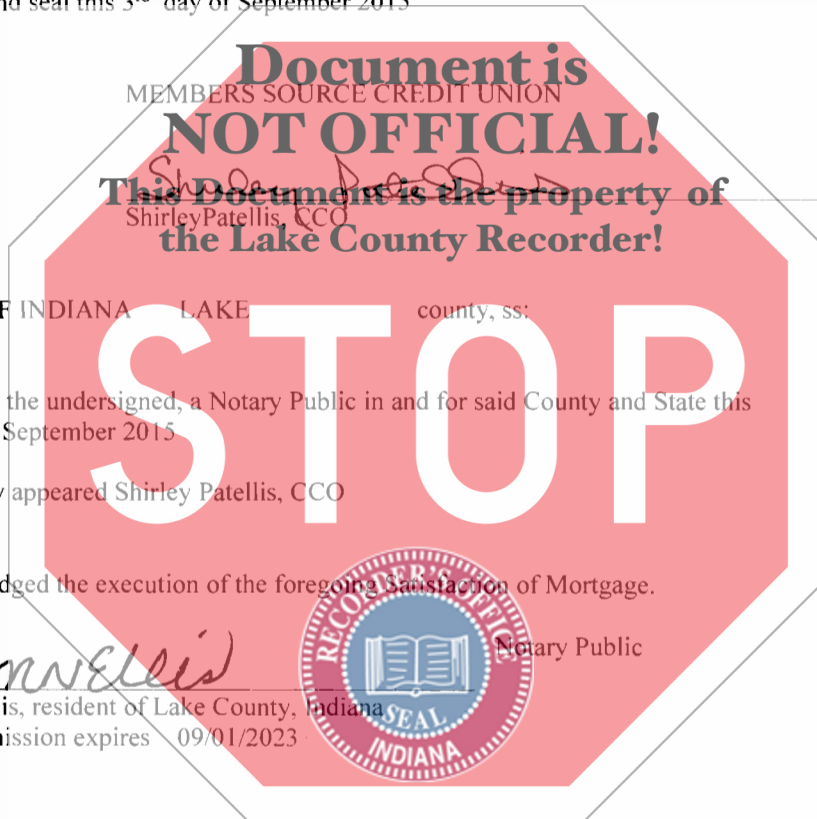 nd seal this 3rd day of September 2015
Document is
MEMBERS SOURCE CREDIT UNION
NOT OFFICIAL!
Shirley Patellis
This Document is the property of
ShirleyPatellis, CCO
the Lake County Recorder!
F INDIANA LAKE county, ss:
STOP
the undersigned, a Notary Public in and for said County and State this
September 2015
y appeared Shirley Patellis, CCO
dged the execution of the foregoing Satisfaction of Mortgage.
RECORDER'S OFFICE
Notary Public
is, resident of Lake County, Indiana
SEAL
ission expires 09/01/2023
INDIANA